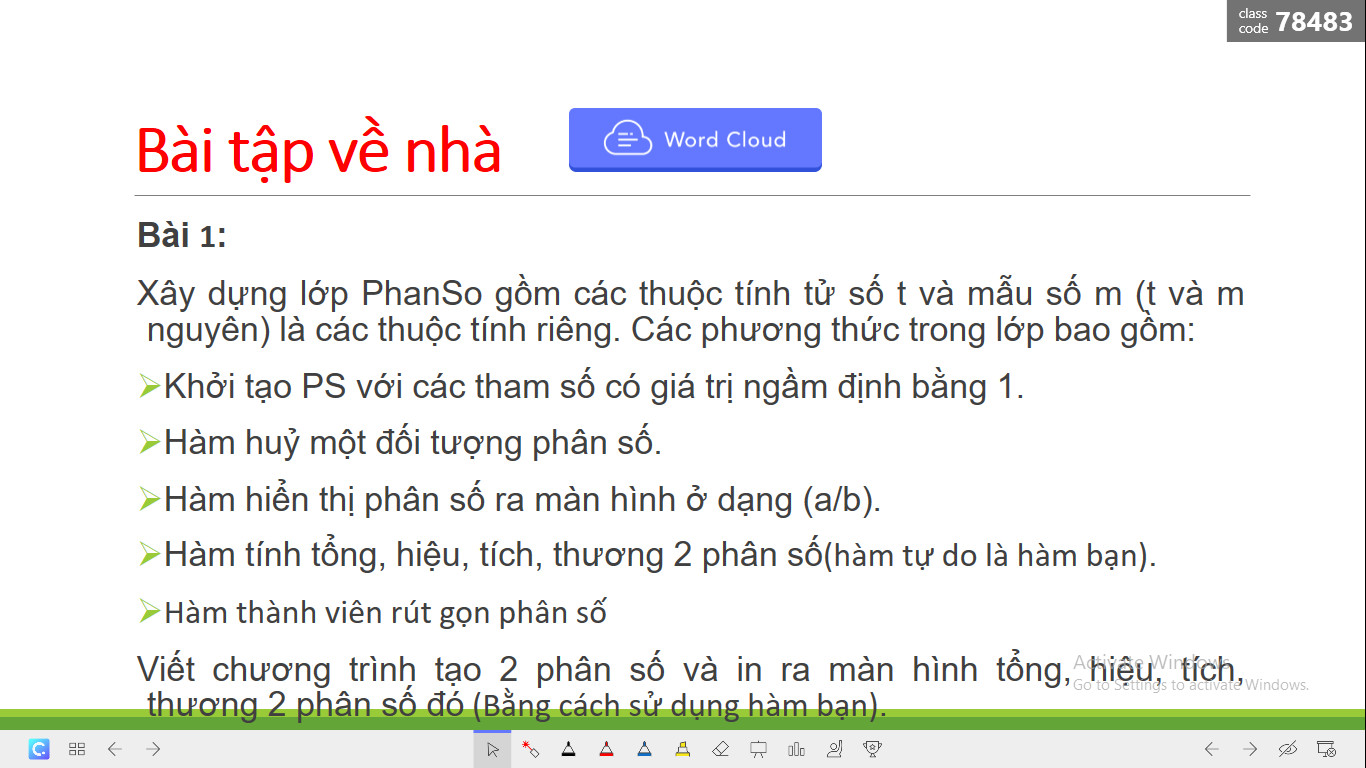 class
code 78483
Bài tập về nhà
Word Cloud
Bài 1:
Xây dựng lớp PhanSo gồm các thuộc tính tử số t và mẫu số m (t và m
nguyên) là các thuộc tính riêng. Các phương thức trong lớp bao gồm:
Khởi tạo PS với các tham số có giá trị ngầm định bằng 1.
Hàm huỷ một đối tượng phân số.
Hàm hiển thị phân số ra màn hình ở dạng (a/b).
Hàm tính tổng, hiệu, tích, thương 2 phân số(hàm tự do là hàm bạn).
Hàm thành viên rút gọn phân số
Viết chương trình tạo 2 phân số và in ra màn hình tổng, hiệu, tích,
thương 2 phân số đó (Bằng cách sử dụng hàm bạn).
Activate Windows
Go to Settings to activate Windows.